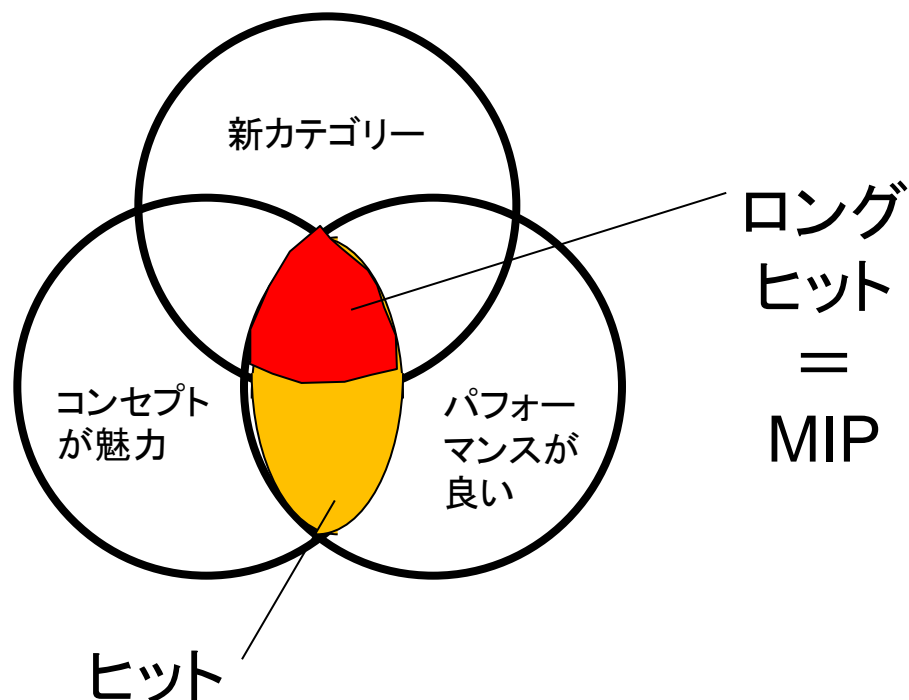 新カテゴリー
ロング
ヒット
＝
MIP
コンセプト
が魅力
パフォー
マンスが
良い
ヒット